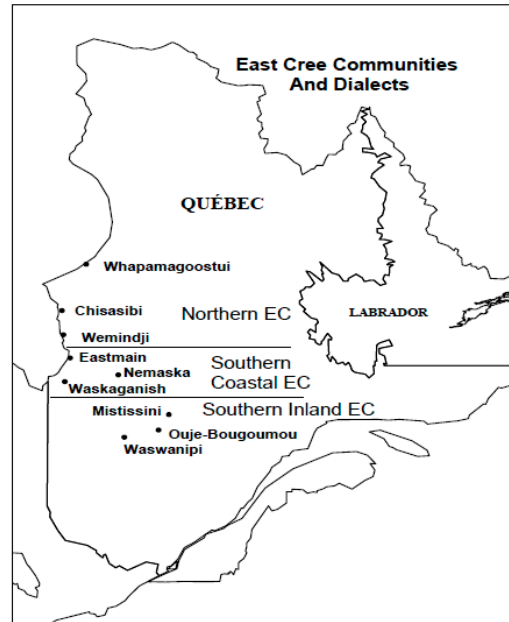 East Cree Communities
And Dialects
QUÉBEC
Whapamagoostui
Chisasibi
Northern EC
LABRADOR
Wemindji
Eastmain
Southern
Nemaska
Coastal EC
Waskaganish
Mistissini
Southern Inland EC
Ouje-Bougoumou
Waswanipi